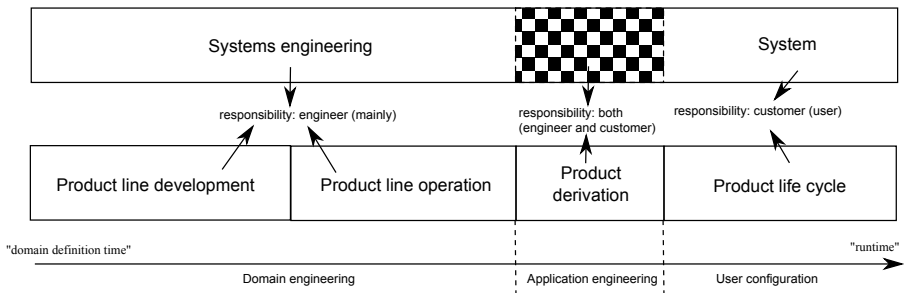 Systems engineering
System
responsibility: engineer (mainly)
responsibility: both
(engineer and customer)
responsibility: customer (user)
Product line development
Product line operation
Product
derivation
Product life cycle
"domain definition time"
"runtime"
Domain engineering
Application engineering
User configuration